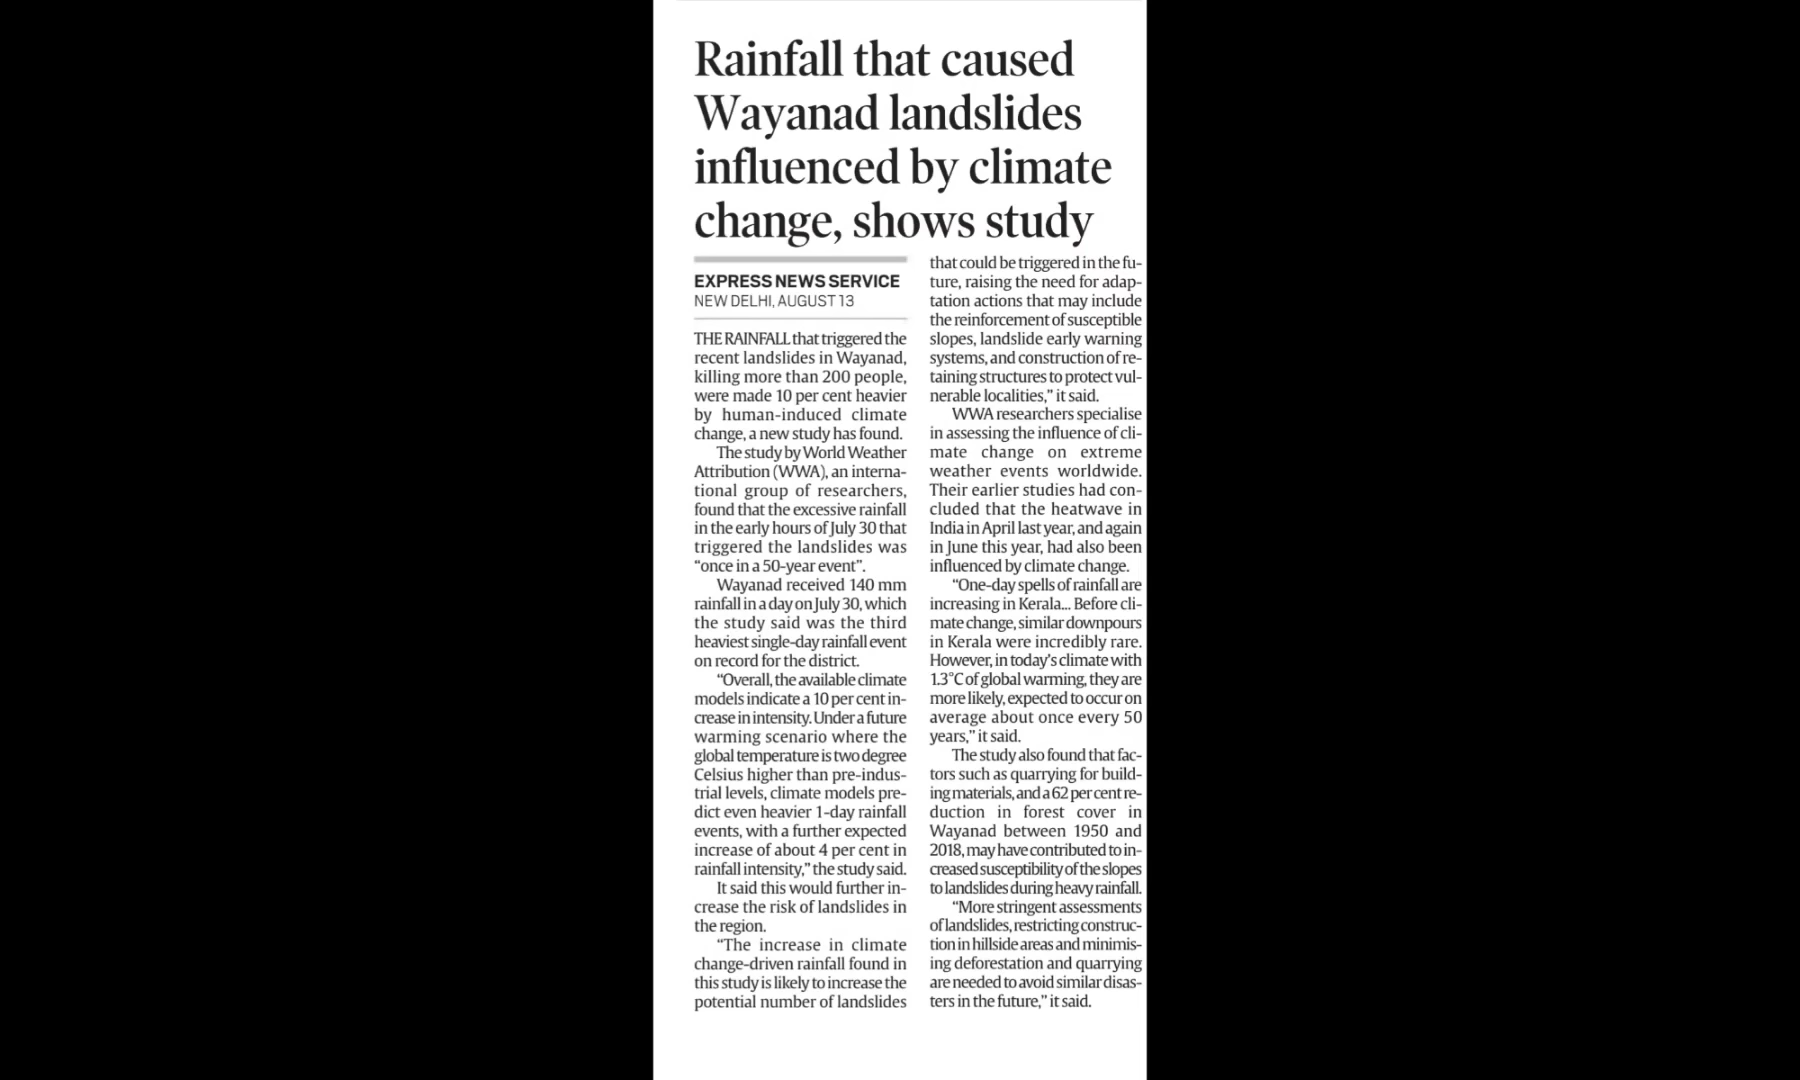 Rainfall that caused
Wayanad landslides
influenced by climate
change, shows study
EXPRESS NEWS SERVICE
NEW DELHI, AUGUST 13
THE RAINFALL that triggered the
recent landslides in Wayanad,
killing more than 200 people,
were made 10 per cent heavier
by human-induced climate
change, a new study has found.
The study by World Weather
Attribution (WWA), an interna-
tional group of researchers,
found that the excessive rainfall
in the early hours of July 30 that
triggered the landslides was
“once in a 50-year event”.
Wayanad received 140 mm
rainfall in a day on July 30, which
the study said was the third
heaviest single-day rainfall event
on record for the district.
“Overall, the available climate
models indicate a 10 per cent in-
crease in intensity. Under a future
warming scenario where the
global temperature is two degree
Celsius higher than pre-indus-
trial levels, climate models pre-
dict even heavier 1-day rainfall
events, with a further expected
increase of about 4 per cent in
rainfall intensity,” the study said.
It said this would further in-
crease the risk of landslides in
the region.
“The increase in climate
change-driven rainfall found in
this study is likely to increase the
potential number of landslides
that could be triggered in the fu-
ture, raising the need for adap-
tation actions that may include
the reinforcement of susceptible
slopes, landslide early warning
systems, and construction of re-
taining structures to protect vul-
nerable localities,” it said.
WWA researchers specialise
in assessing the influence of cli-
mate change on extreme
weather events worldwide.
Their earlier studies had con-
cluded that the heatwave in
India in April last year, and again
in June this year, had also been
influenced by climate change.
“One-day spells of rainfall are
increasing in Kerala... Before cli-
mate change, similar downpours
in Kerala were incredibly rare.
However, in today’s climate with
1.3°C of global warming, they are
more likely, expected to occur on
average about once every 50
years,” it said.
The study also found that fac-
tors such as quarrying for build-
ing materials, and a 62 per cent re-
duction in forest cover in
Wayanad between 1950 and
2018, may have contributed to in-
creased susceptibility of the slopes
to landslides during heavy rainfall.
“More stringent assessments
of landslides, restricting construc-
tion in hillside areas and minimis-
ing deforestation and quarrying
are needed to avoid similar disas-
ters in the future,” it said.